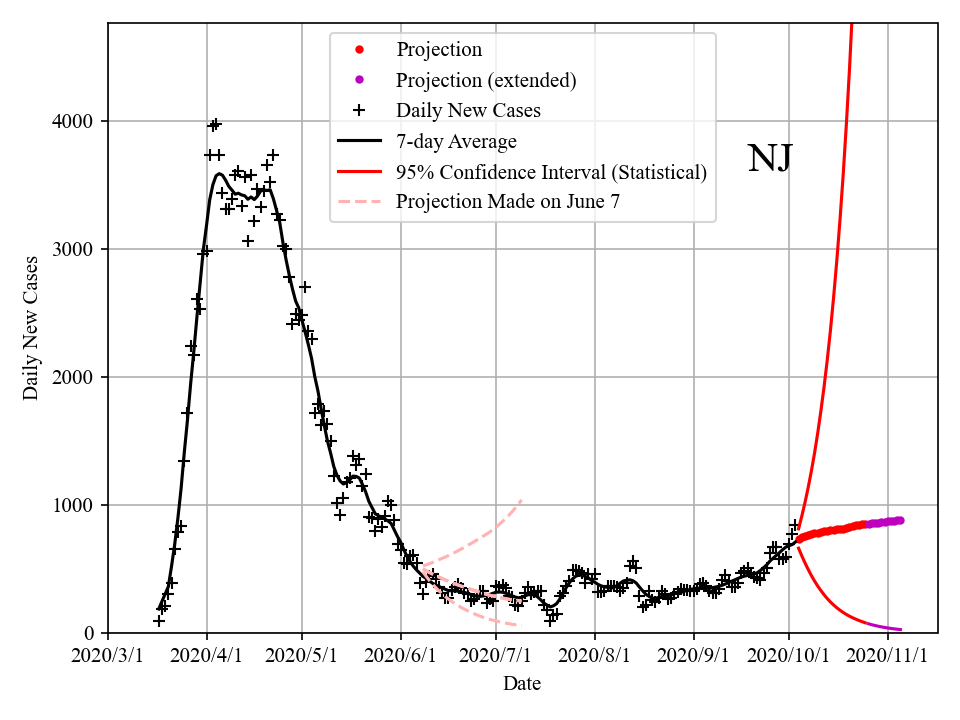 Projection
Projection (extended)
Daily New Cases
7-day Average
95% Confidence Interval (Statistical)
Projection Made on June 7
NJ
4000
3000
2000
1000
0
Daily New Cases
2020/3/1 2020/4/1 2020/5/1 2020/6/1 2020/7/1 2020/8/1 2020/9/1 2020/10/1 2020/11/1
Date